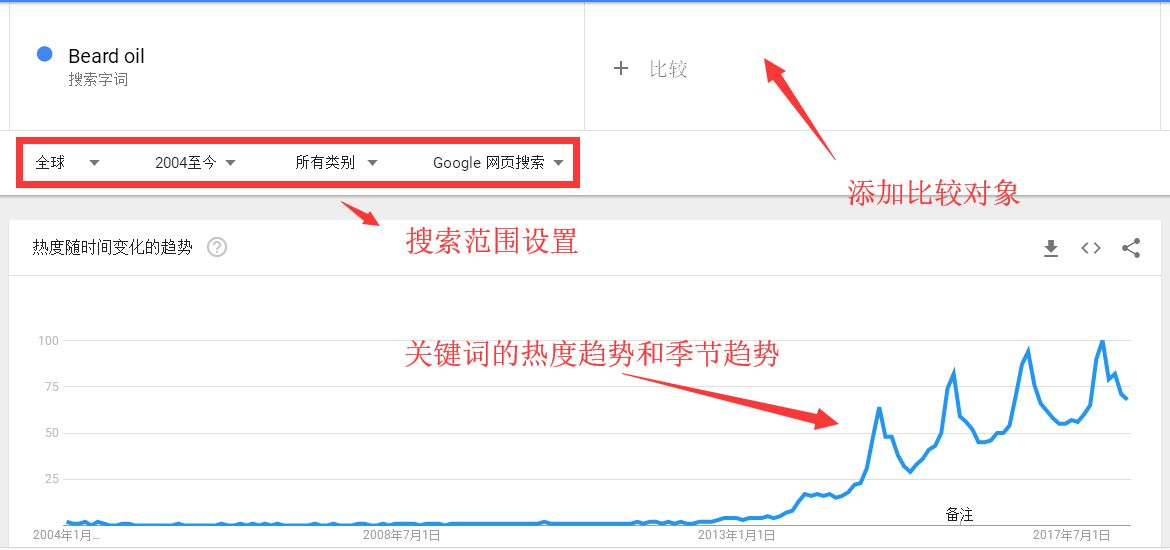 Beard oil
搜索字词
+ 比较
添加比较对象
全球
2004至今
所有类别
Google 网页搜索
搜索范围设置
热度随时间变化的趋势 ?
关键词的热度趋势和季节趋势
100
75
50
25
备注
2004年1月...
2008年7月1日
2013年1月1日
2017年7月1日